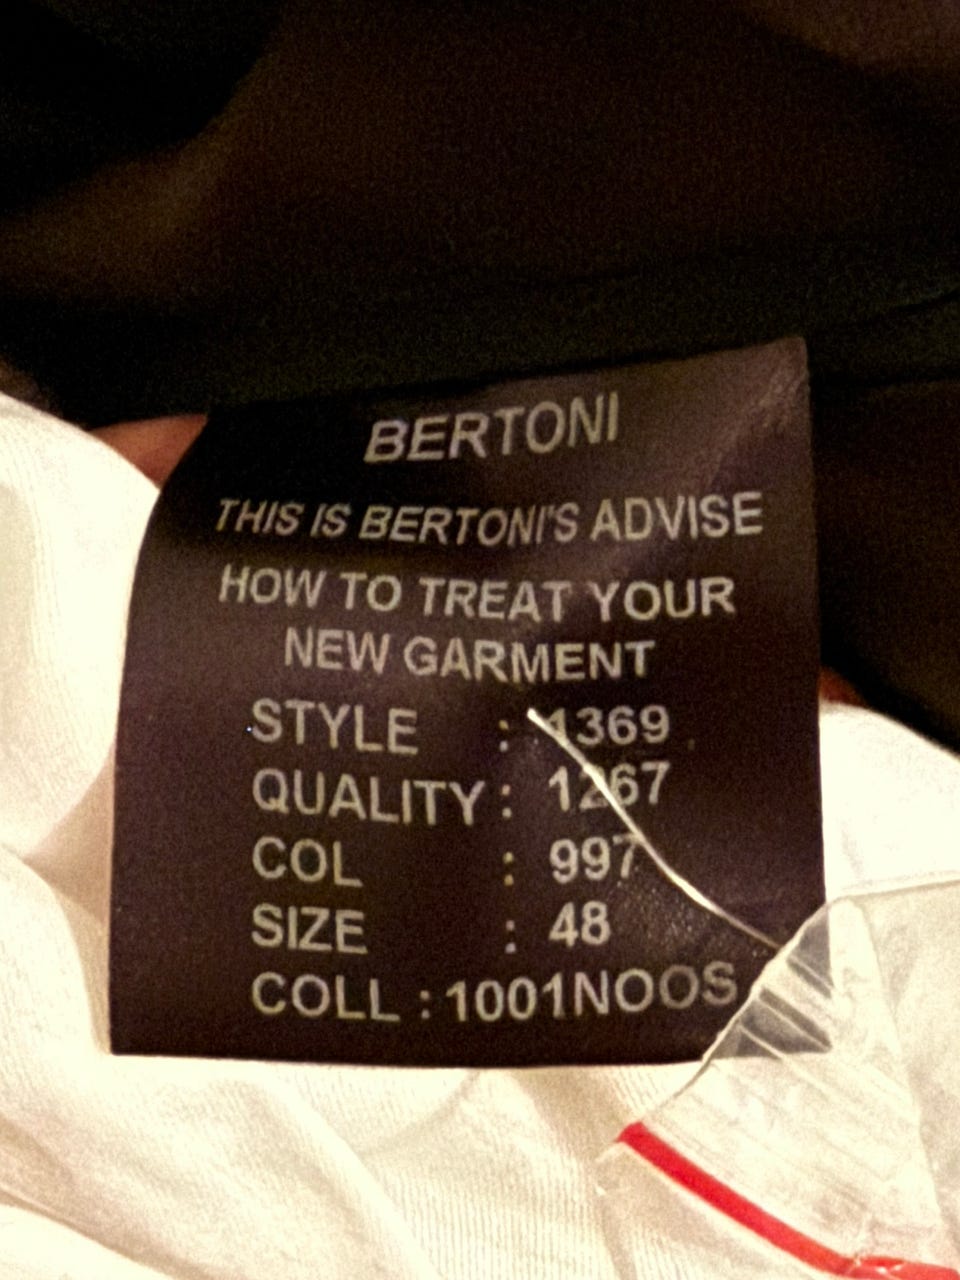 BERTONI
THIS IS BERTONI'S ADVISE
HOW TO TREAT YOUR
NEW GARMENT
STYLE : 1369
QUALITY : 1267
COL : 997
SIZE : 48
COLL : 1001NOOS